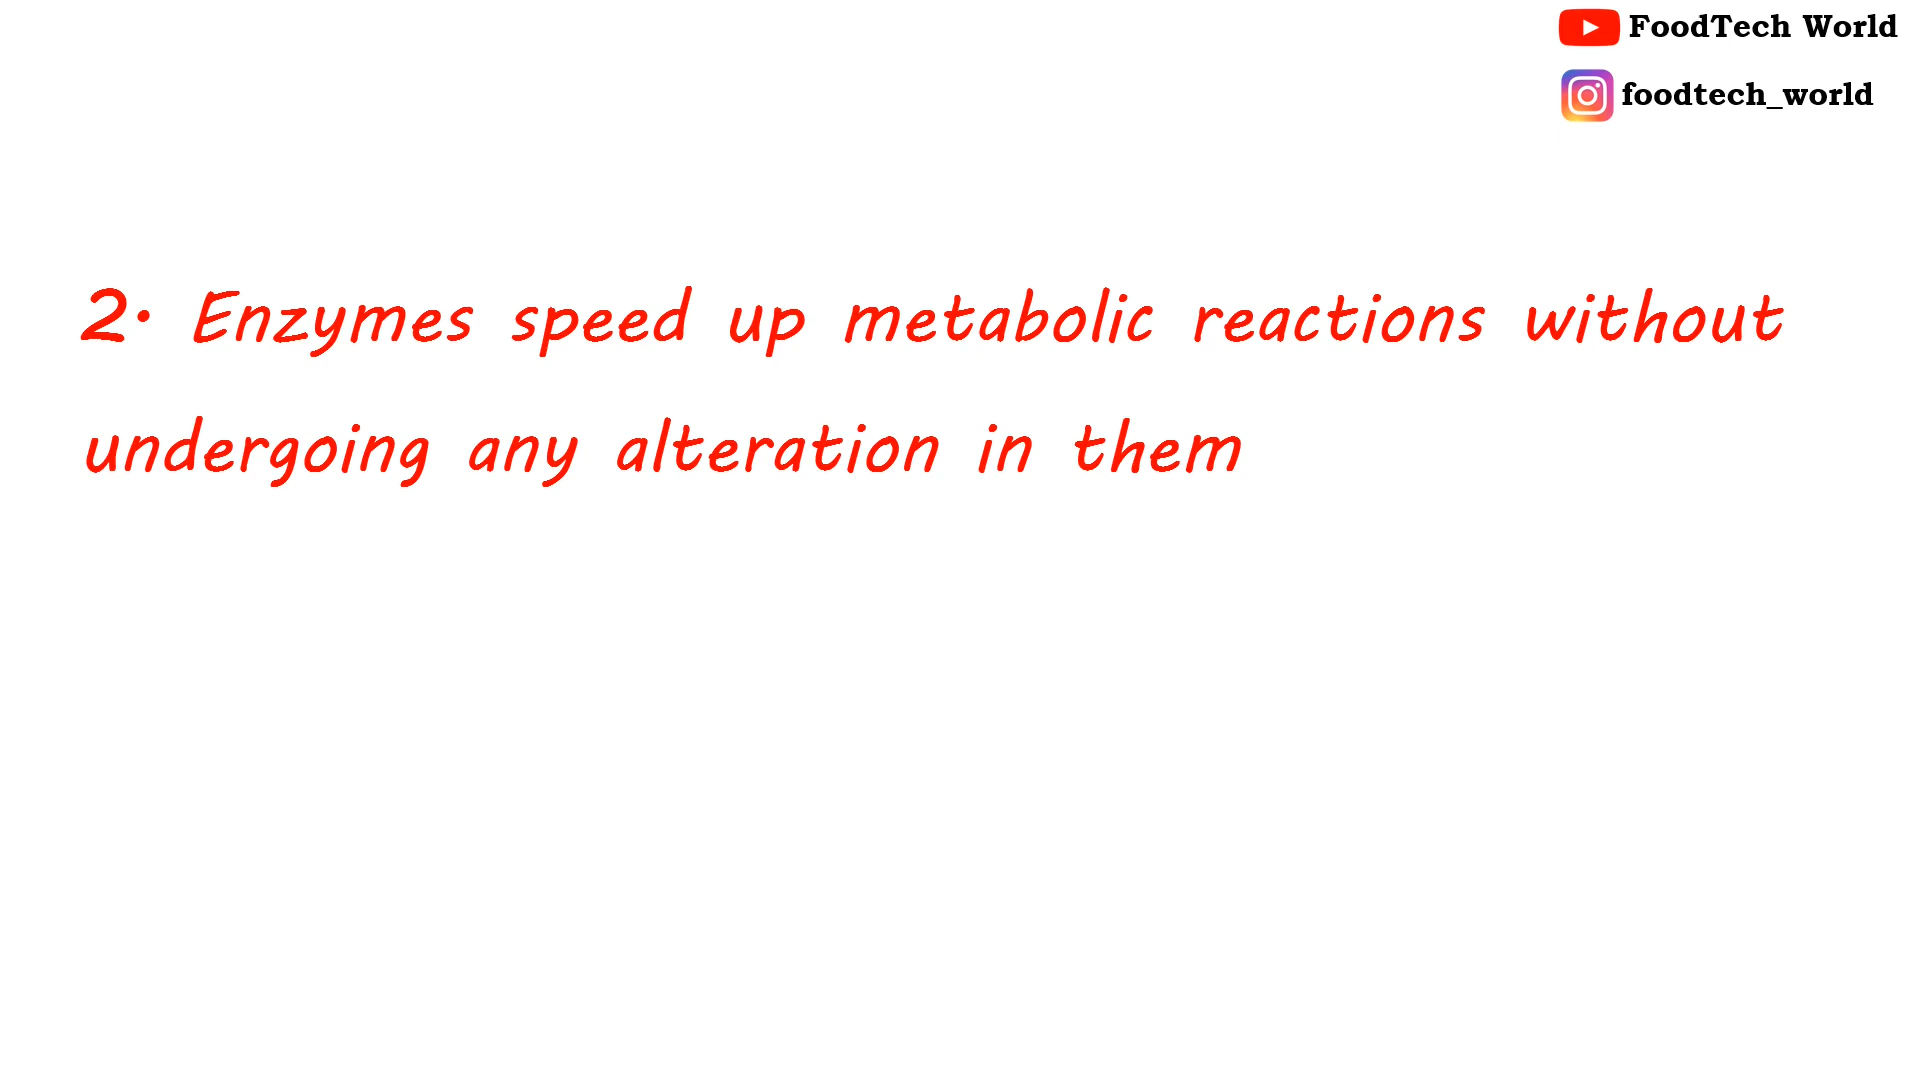 FoodTech World
foodtech_world
2. Enzymes speed up metabolic reactions without
undergoing any alteration in them